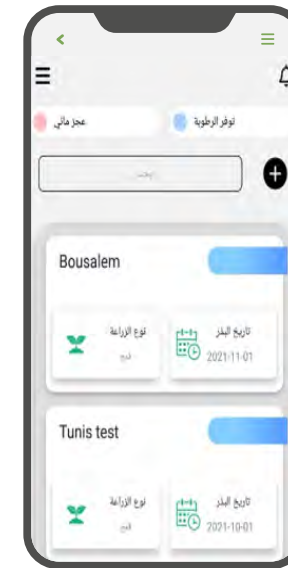 توفر الرطوبة
عجز مائي
Bousalem
تاريخ البذر
2021-11-01
نوع الزراعة
Tunis test
تاريخ البذر
2021-10-01
نوع الزراعة